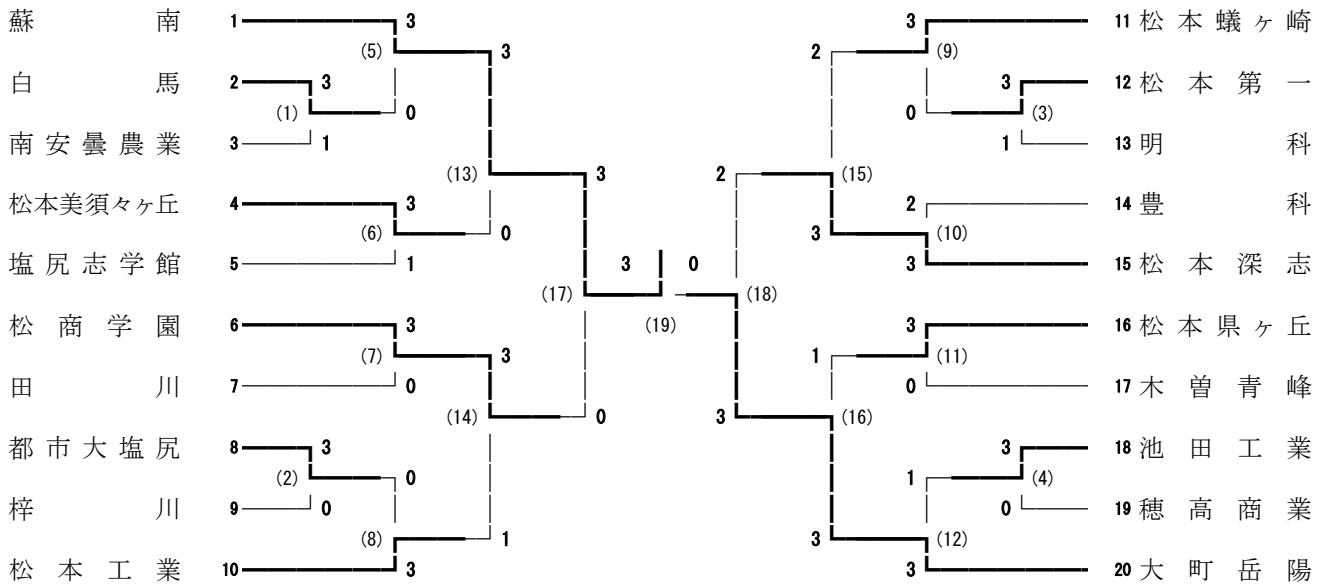 蘇南 1 3 3 11 松本蟻ヶ崎
(5) 3 2 (9)
白馬 2 3 3 12 松本第一
(1) 0 0 (3)
南安曇農業 3 1 1 13 明科
(13) 3 2 (15)
松本美須々ヶ丘 4 3 2 14 豊科
(6) 0 3 (10)
塩尻志学館 5 1 3 0 3 15 松本深志
(17) (18)
松商学園 6 3 (19) 3 16 松本県ヶ丘
(7) 3 1 (11)
田川 7 0 0 17 木曽青峰
(14) 0 3 (16)
都市大塩尻 8 3 3 18 池田工業
(2) 0 1 (4)
梓川 9 0 0 19 穂高商業
(8) 1 3 (12)
松本工業 10 3 3 20 大町岳陽